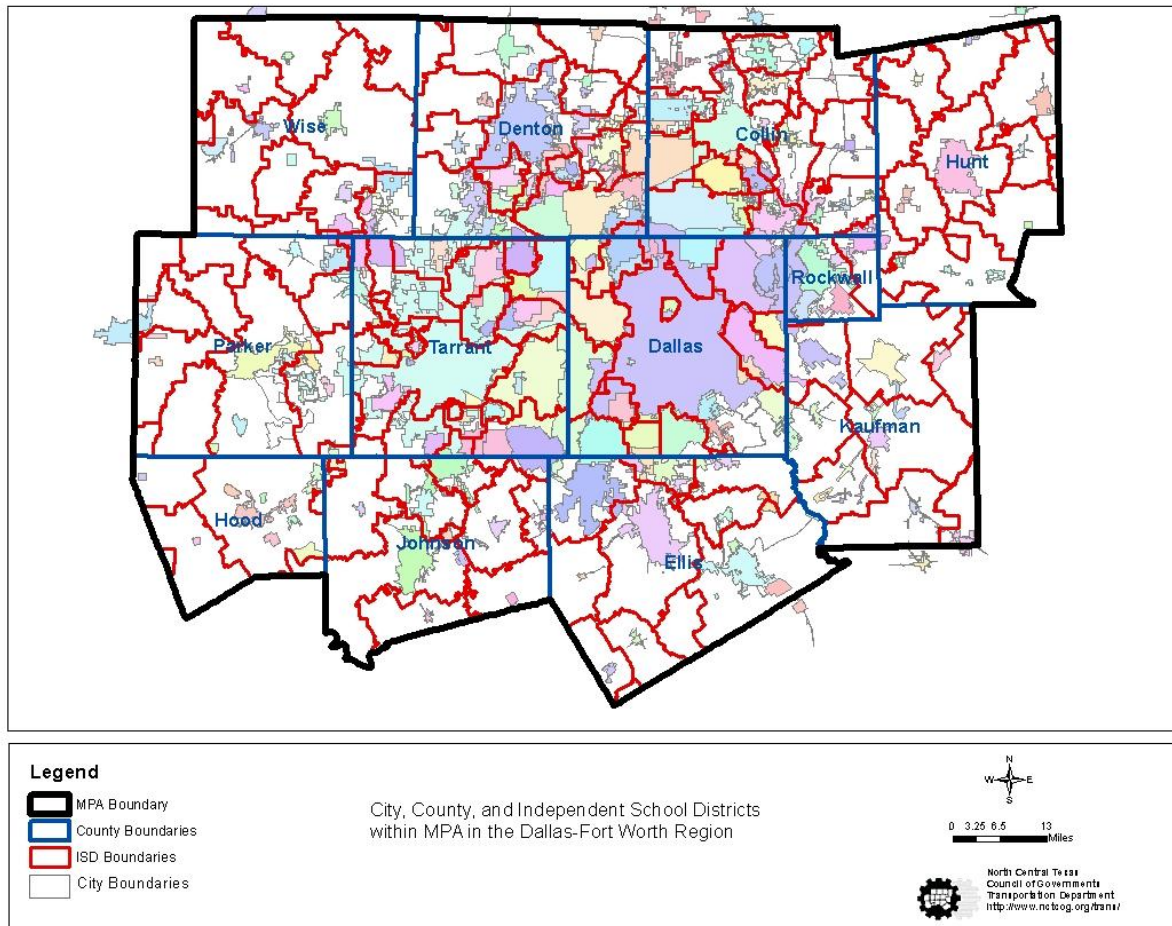 Wise
Denton
Collin
Hunt
Rockwall
Parker
Tarrant
Dallas
Kaufman
Hood
Johnson
Ellis
Legend
MPA Boundary
County Boundaries
ISD Boundaries
City Boundaries
City, County, and Independent School Districts
within MPA in the Dallas-Fort Worth Region
N
W E
S
0 3.25 6.5 13
Miles
North Central Texas
Council of Governments
Transportation Department
http://www.nctcog.org/trans/